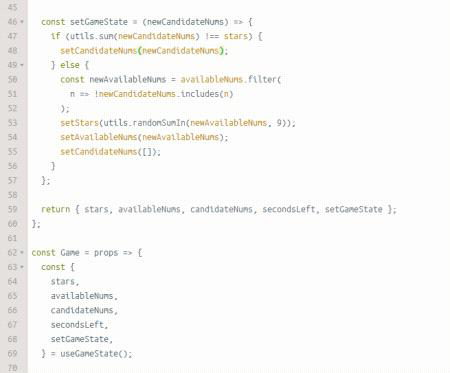 45
46 const setGameState = (newCandidateNums) => {
47 if (utils.sum(newCandidateNums) !== stars) {
48 setCandidateNums(newCandidateNums);
49 } else {
50 const newAvailableNums = availableNums.filter(
51 n => !newCandidateNums.includes(n)
52 );
53 setStars(utils.randomSumIn(newAvailableNums, 9));
54 setAvailableNums(newAvailableNums);
55 setCandidateNums([]);
56 }
57 };
58
59 return { stars, availableNums, candidateNums, secondsLeft, setGameState };
60 };
61
62 const Game = props => {
63 const {
64 stars,
65 availableNums,
66 candidateNums,
67 secondsLeft,
68 setGameState,
69 } = useGameState();
70